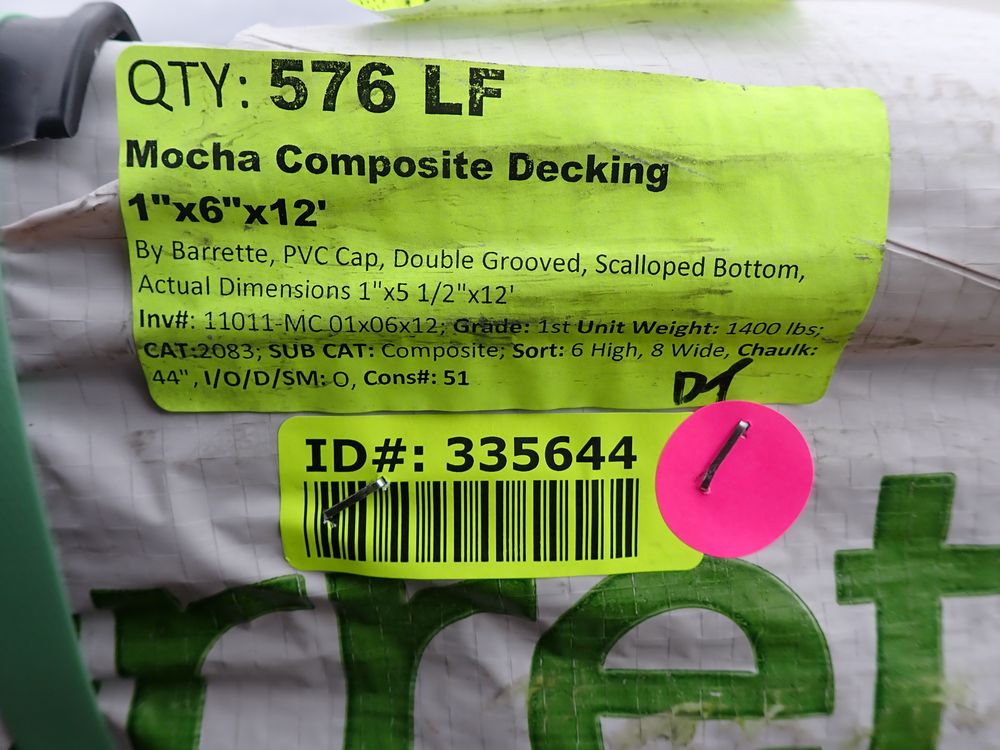 QTY: 576 LF
Mocha Composite Decking
1"x6"x12'
By Barrette, PVC Cap, Double Grooved, Scalloped Bottom,
Actual Dimensions 1"x5 1/2"x12'
Inv#: 11011-MC 01x06x12; Grade: 1st Unit Weight: 1400 lbs;
CAT:2083; SUB CAT: Composite; Sort: 6 High, 8 Wide, Chaulk:
44", I/O/D/SM: O, Cons#: 51
ID#: 335644
rret